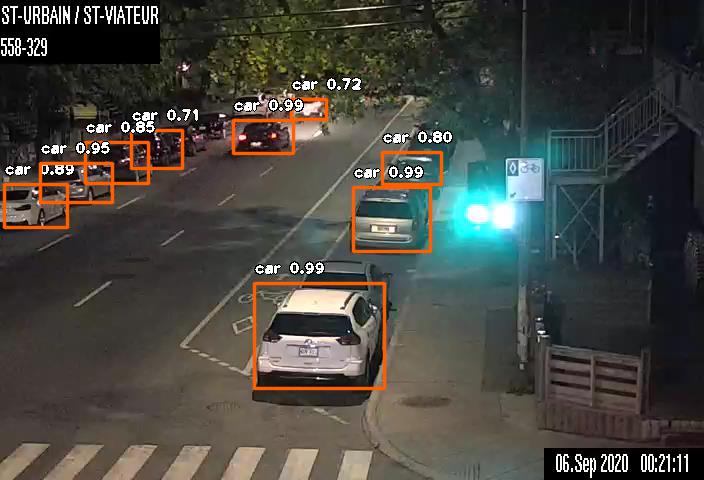 ST-URBAIN / ST-VIATEUR
558-329
car 0.72
car 0.99
car 0.71
car 0.85
car 0.95
car 0.89
car 0.80
car 0.99
car 0.99
06.Sep 2020 00:21:11